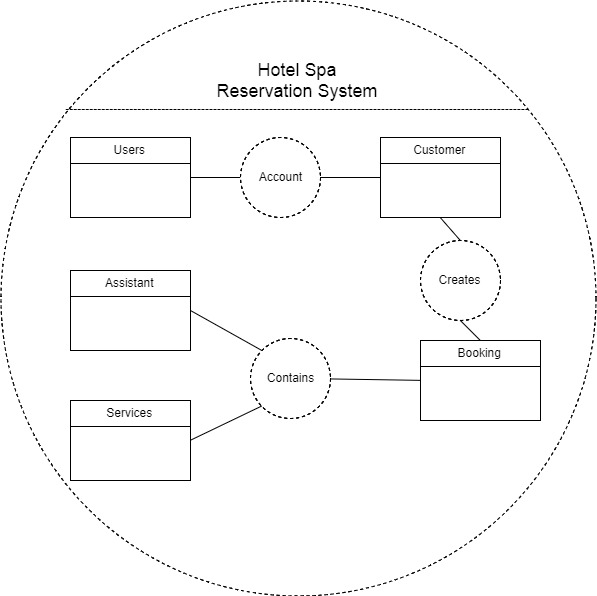 Hotel Spa
Reservation System
Users
Account
Customer
Assistant
Creates
Services
Contains
Booking